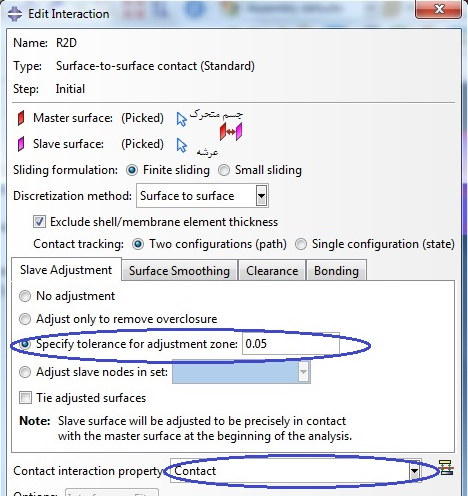 Edit Interaction
Name: R2D
Type: Surface-to-surface contact (Standard)
Step: Initial
Master surface: (Picked) جسم متحرک
Slave surface: (Picked) عرشه
Sliding formulation: Finite sliding Small sliding
Discretization method: Surface to surface
Exclude shell/membrane element thickness
Contact tracking: Two configurations (path) Single configuration (state)
Slave Adjustment Surface Smoothing Clearance Bonding
No adjustment
Adjust only to remove overclosure
Specify tolerance for adjustment zone: 0.05
Adjust slave nodes in set:
Tie adjusted surfaces
Note: Slave surface will be adjusted to be precisely in contact
with the master surface at the beginning of the analysis.
Contact interaction property: Contact